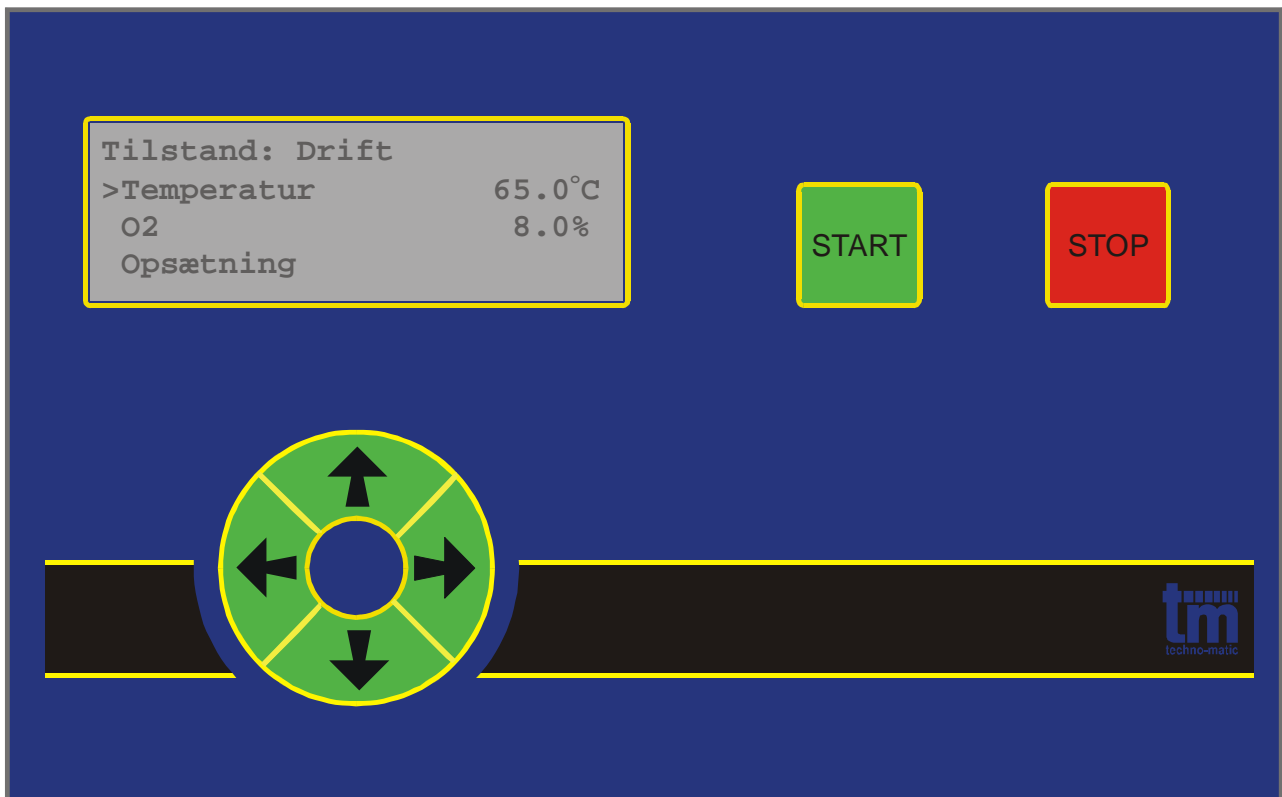 Tilstand: Drift
>Temperatur 65.0°C
O2 8.0%
Opsætning
START
STOP
tm
techno-matic